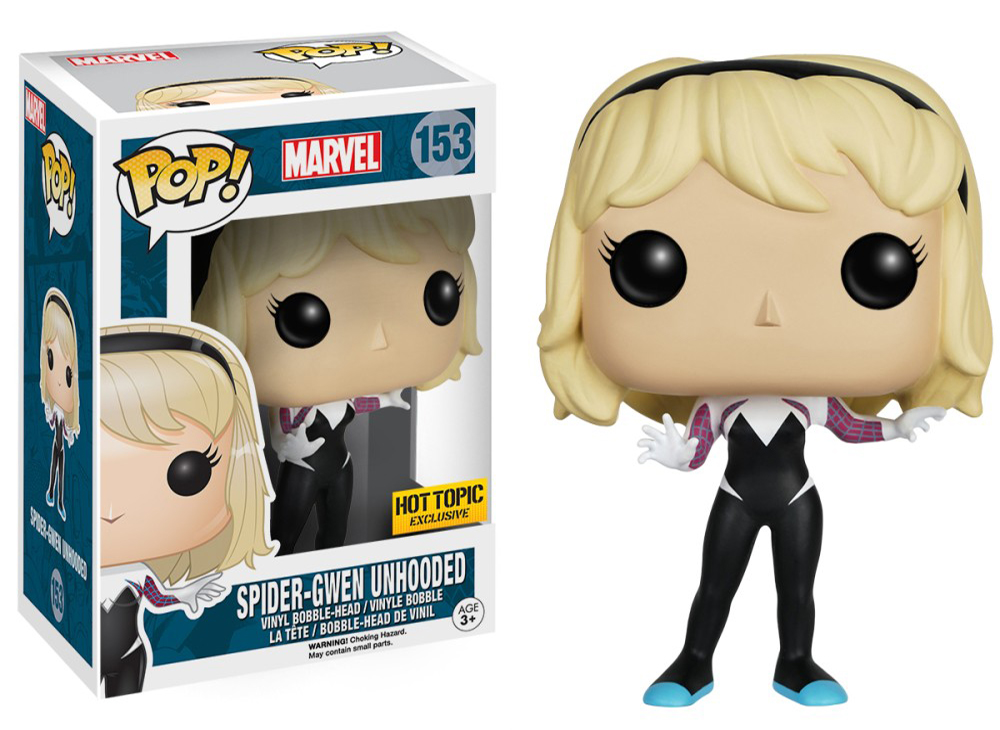 MARVEL
POP!
MARVEL
POP!
SPIDER-GWEN UNHOODED
153
POP!
MARVEL
153
HOT TOPIC
EXCLUSIVE
SPIDER-GWEN UNHOODED
VINYL BOBBLE-HEAD / VINYLE BOBBLE
LA TÊTE / BOBBLE-HEAD DE VINIL
AGE
3+
WARNING! Choking Hazard.
May contain small parts.